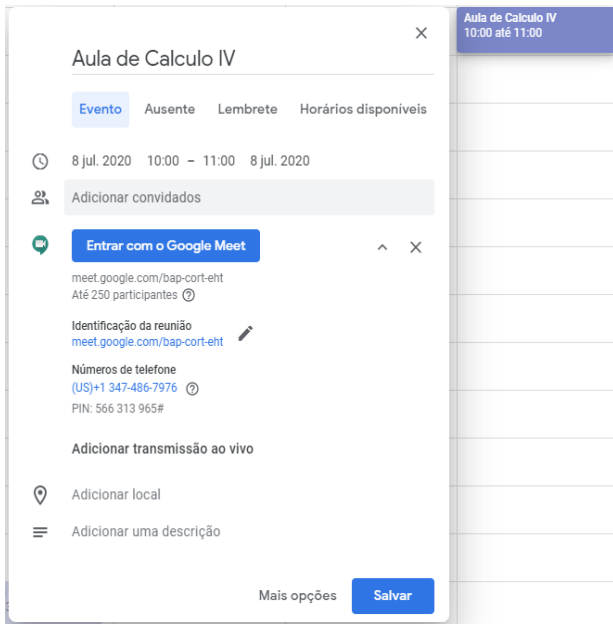 Aula de Calculo IV
Evento Ausente Lembrete Horários disponíveis
8 jul. 2020 10:00 – 11:00 8 jul. 2020
Adicionar convidados
Entrar com o Google Meet
meet.google.com/bap-cort-eht
Até 250 participantes
Identificação da reunião
meet.google.com/bap-cort-eht
Números de telefone
(US)+1 347-486-7976
PIN: 566 313 965#
Adicionar transmissão ao vivo
Adicionar local
Adicionar uma descrição
Mais opções Salvar
Aula de Calculo IV
10:00 até 11:00